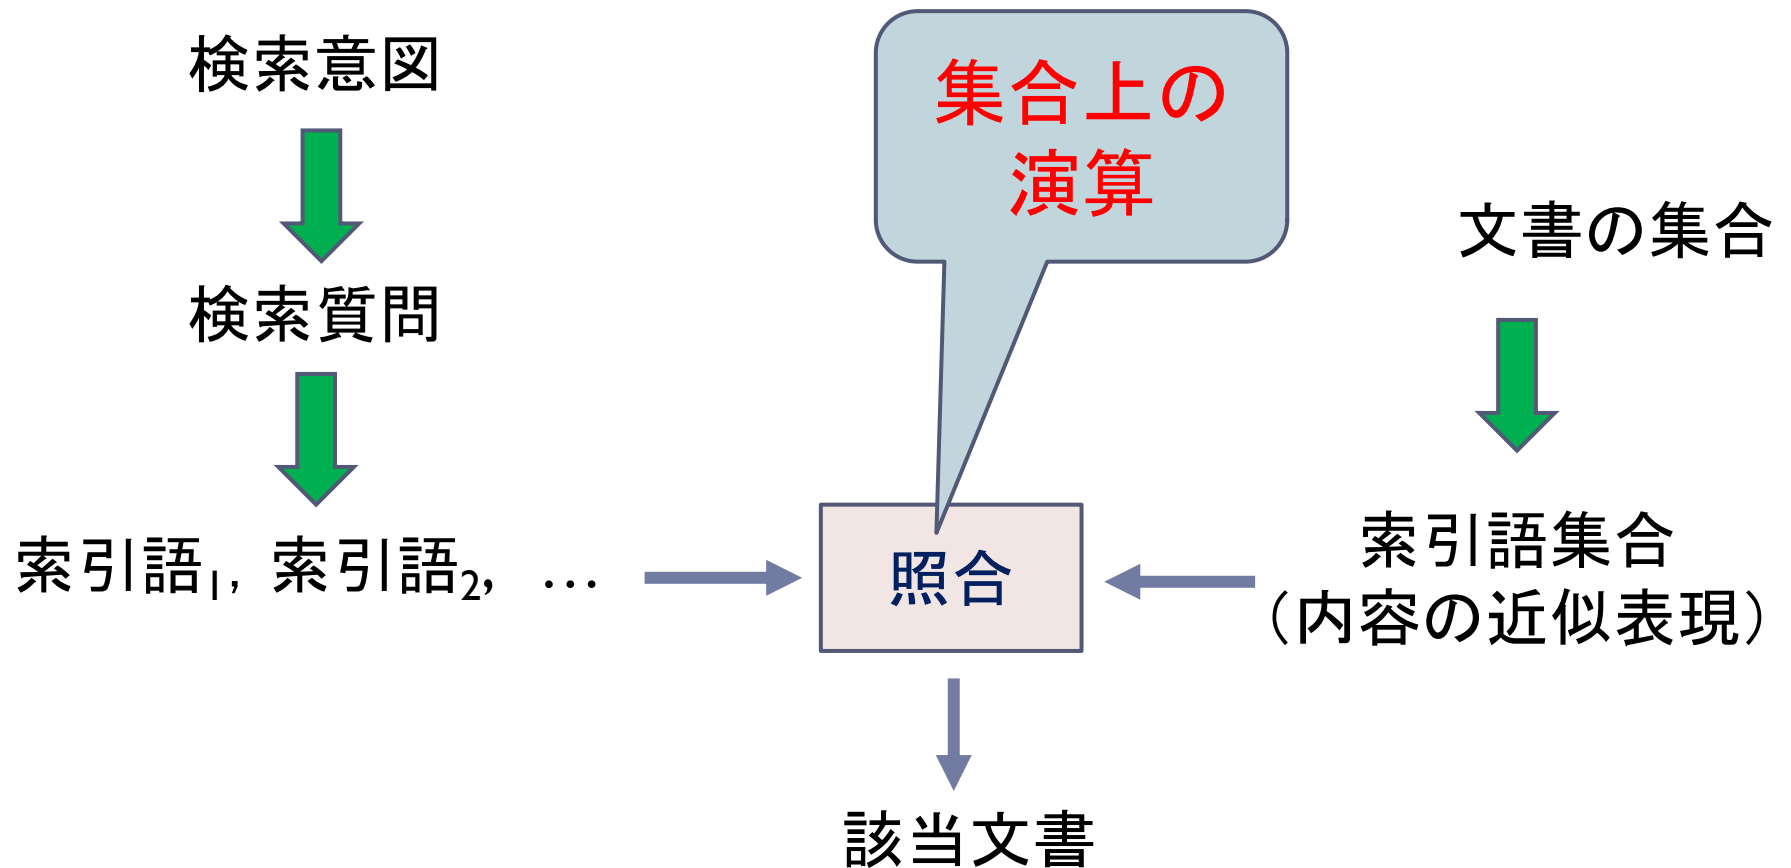 検索意図
検索質問
索引語1, 索引語2, …
集合上の
演算
照合
該当文書
文書の集合
索引語集合
（内容の近似表現）